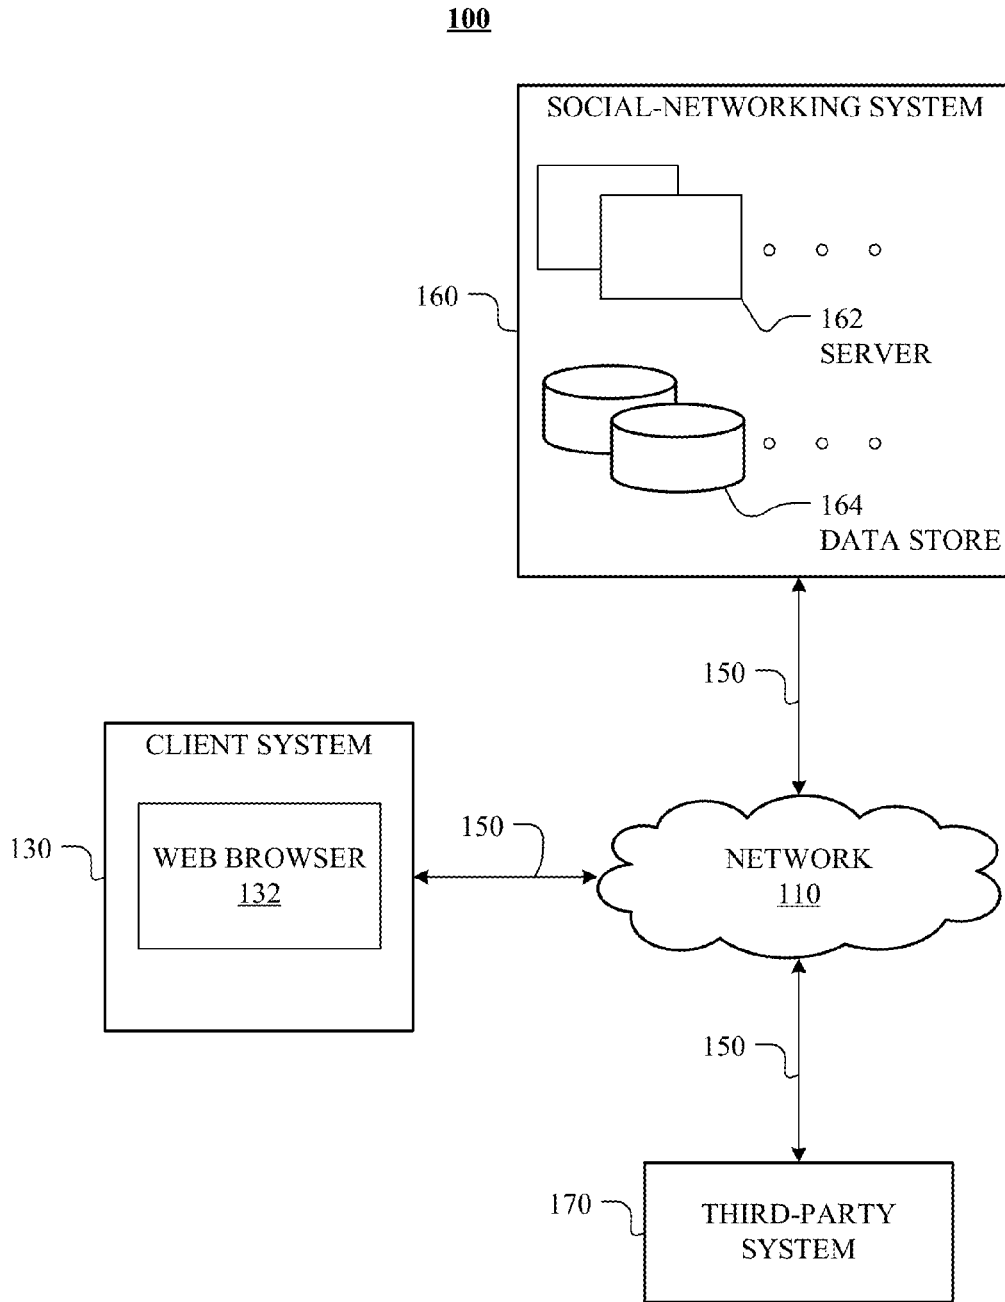 100
SOCIAL-NETWORKING SYSTEM
160
162
SERVER
164
DATA STORE
150
CLIENT SYSTEM
130
WEB BROWSER
132
150
NETWORK
110
150
170
THIRD-PARTY
SYSTEM